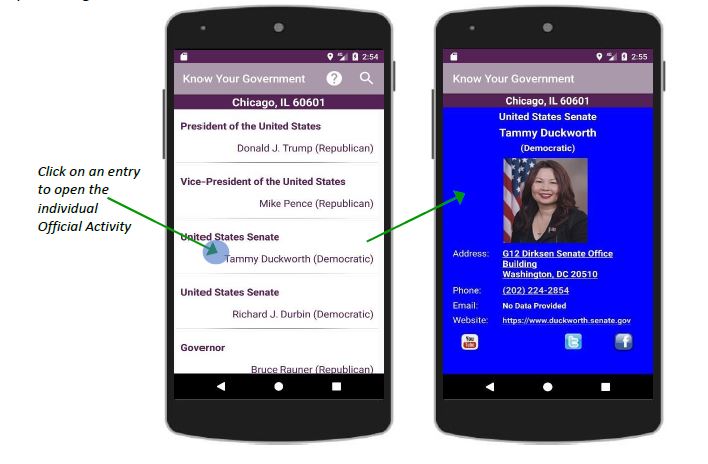 Click on an entry
to open the
individual
Official Activity
2:54
Know Your Government
?
Chicago, IL 60601
President of the United States
Donald J. Trump (Republican)
Vice-President of the United States
Mike Pence (Republican)
United States Senate
Tammy Duckworth (Democratic)
United States Senate
Richard J. Durbin (Democratic)
Governor
Bruce Rauner (Republican)
2:55
Know Your Government
Chicago, IL 60601
United States Senate
Tammy Duckworth
(Democratic)
Address: G12 Dirksen Senate Office
Building
Washington, DC 20510
Phone: (202) 224-2854
Email: No Data Provided
Website: https://www.duckworth.senate.gov
You
Tube